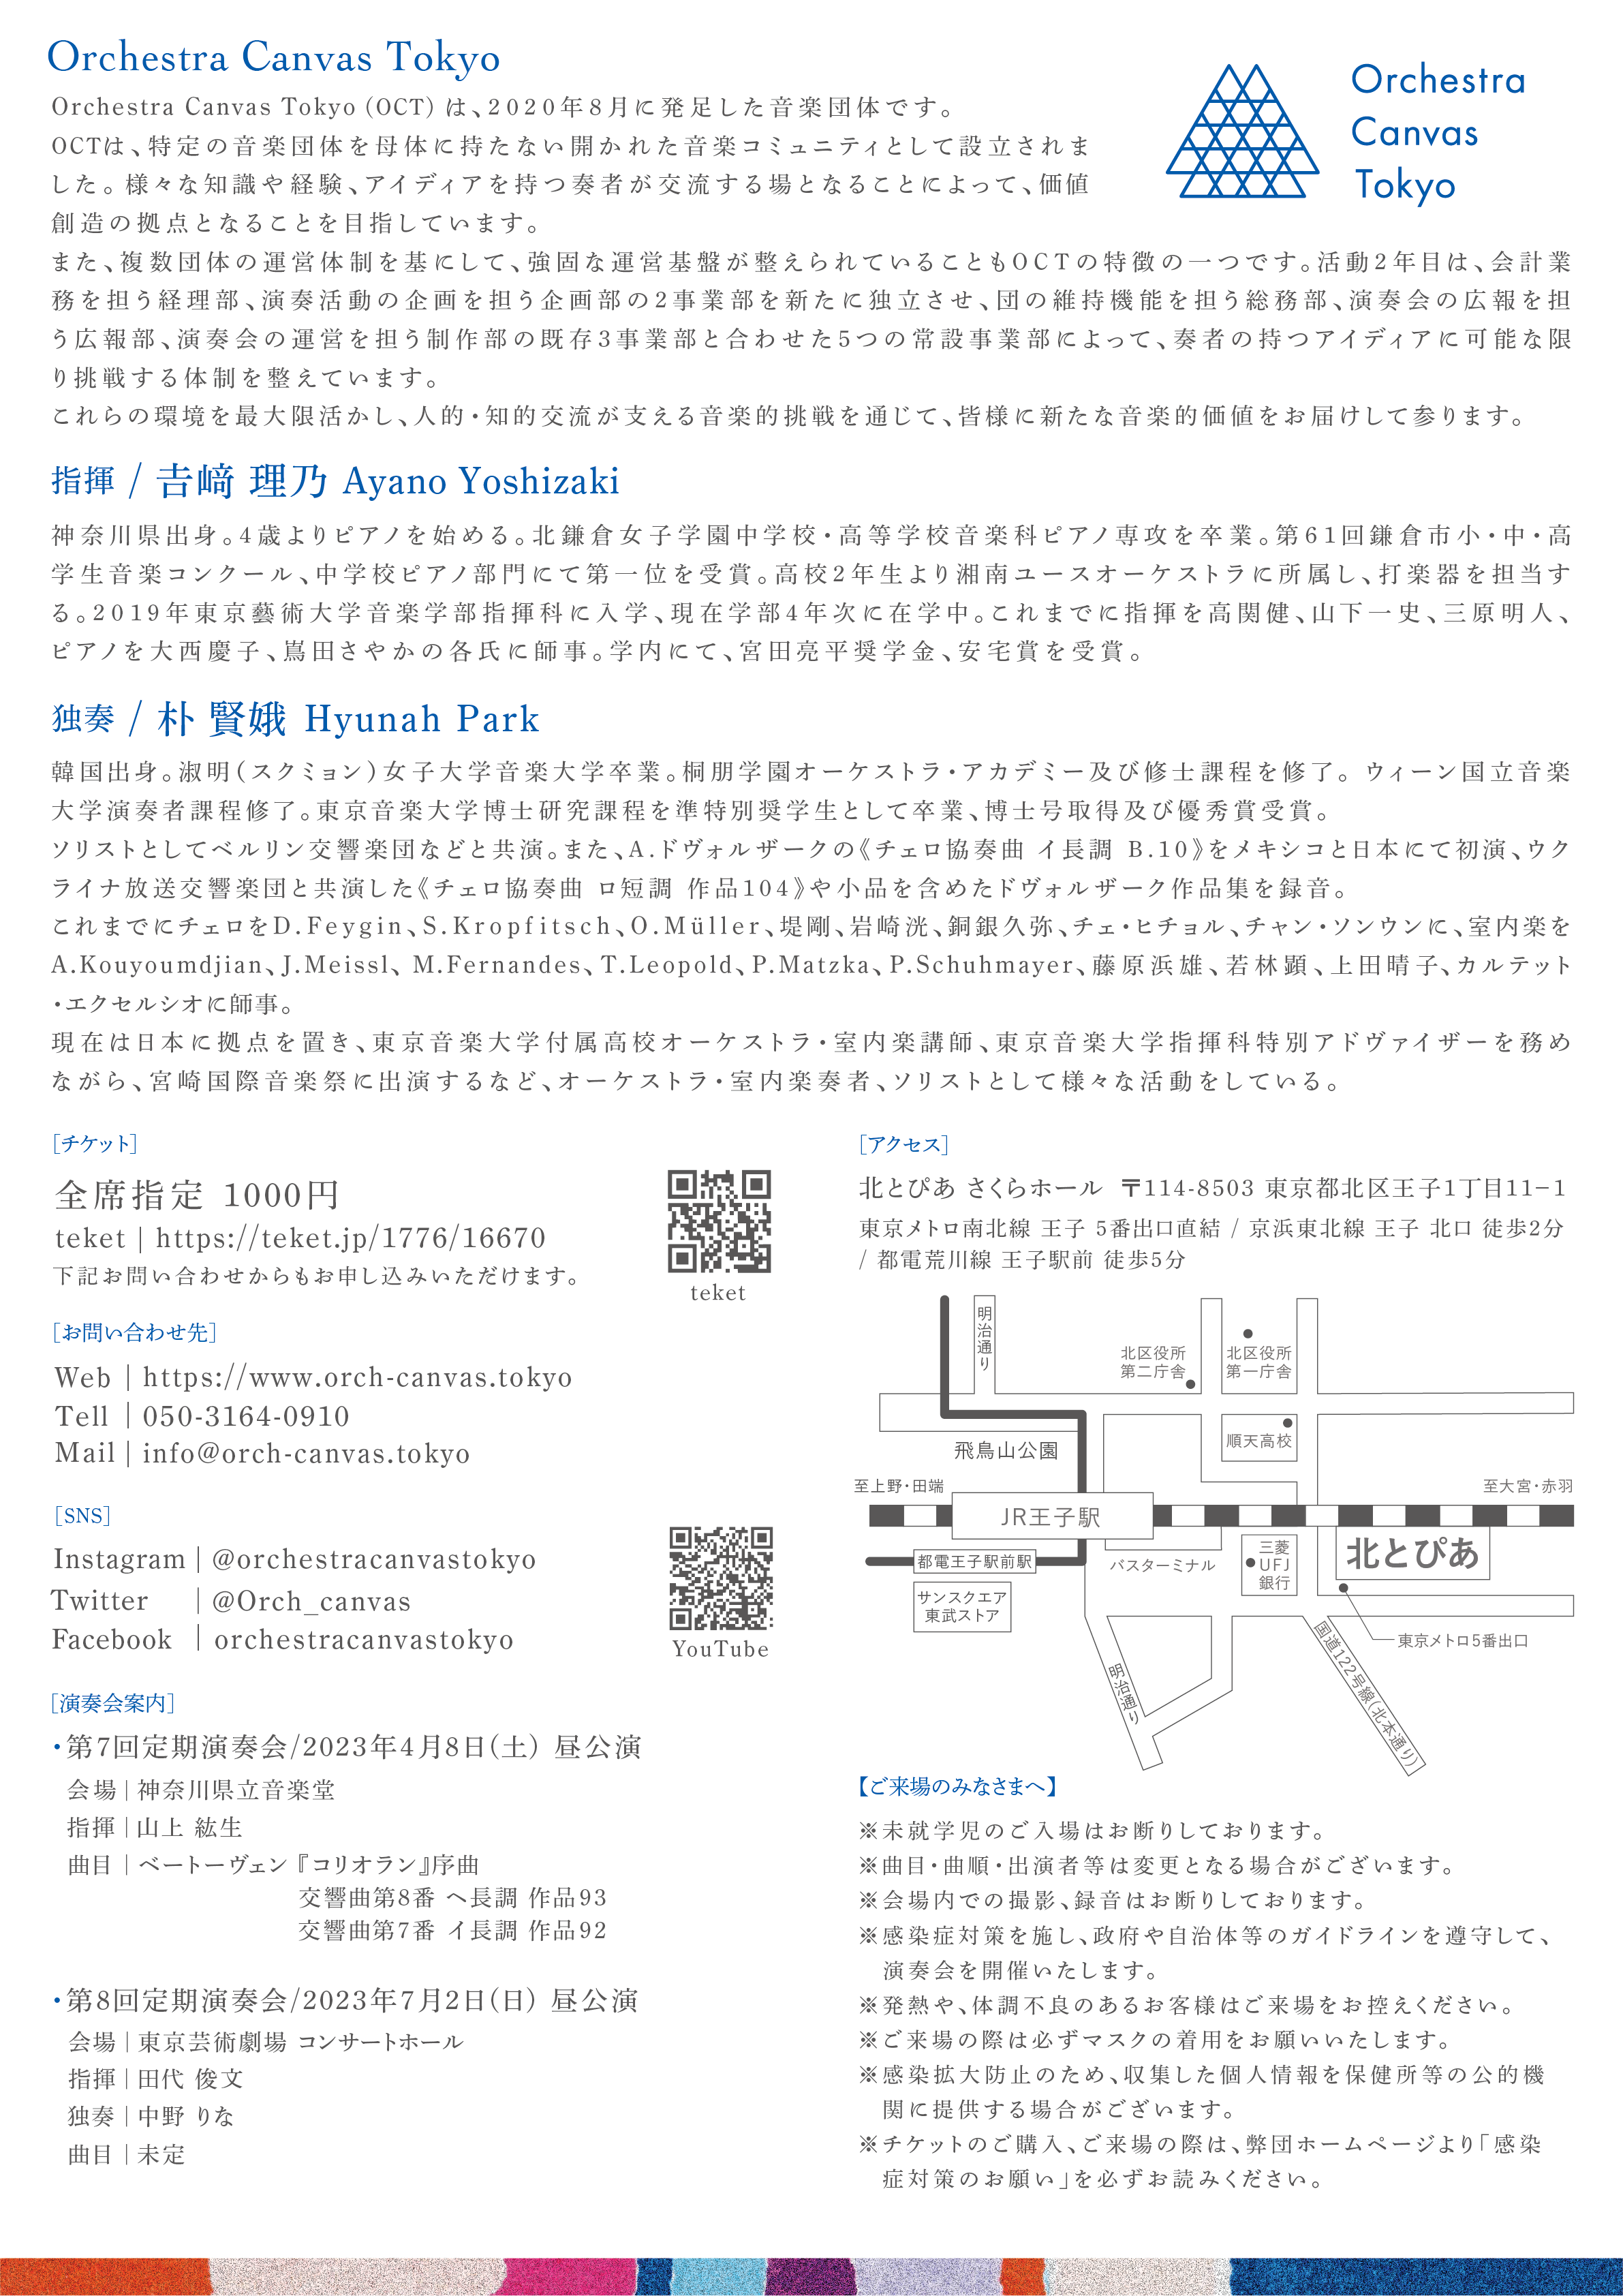 Orchestra Canvas Tokyo
Orchestra
Canvas
Tokyo
Orchestra Canvas Tokyo（OCT）は、2020年8月に発足した音楽団体です。
OCTは、特定の音楽団体を母体に持たない開かれた音楽コミュニティとして設立されま
した。様々な知識や経験、アイディアを持つ奏者が交流する場となることによって、価値
創造の拠点となることを目指しています。
また、複数団体の運営体制を基にして、強固な運営基盤が整えられていることもOCTの特徴の一つです。活動2年目は、会計業
務を担う経理部、演奏活動の企画を担う企画部の2事業部を新たに独立させ、団の維持機能を担う総務部、演奏会の広報を担
う広報部、演奏会の運営を担う制作部の既存3事業部と合わせた5つの常設事業部によって、奏者の持つアイディアに可能な限
り挑戦する体制を整えています。
これらの環境を最大限活かし、人的・知的交流が支える音楽的挑戦を通じて、皆様に新たな音楽的価値をお届けして参ります。
指揮 / 𠮷﨑 理乃 Ayano Yoshizaki
神奈川県出身。4歳よりピアノを始める。北鎌倉女子学園中学校・高等学校音楽科ピアノ専攻を卒業。第61回鎌倉市小・中・高
学生音楽コンクール、中学校ピアノ部門にて第一位を受賞。高校2年生より湘南ユースオーケストラに所属し、打楽器を担当す
る。2019年東京藝術大学音楽学部指揮科に入学、現在学部4年次に在学中。これまでに指揮を高関健、山下一史、三原明人、
ピアノを大西慶子、嶌田さやかの各氏に師事。学内にて、宮田亮平奨学金、安宅賞を受賞。
独奏 / 朴 賢娥 Hyunah Park
韓国出身。淑明（スクミョン）女子大学音楽大学卒業。桐朋学園オーケストラ・アカデミー及び修士課程を修了。ウィーン国立音楽
大学演奏者課程修了。東京音楽大学博士研究課程を準特別奨学生として卒業、博士号取得及び優秀賞受賞。
ソリストとしてベルリン交響楽団などと共演。また、A.ドヴォルザークの《チェロ協奏曲 イ長調 B.10》をメキシコと日本にて初演、ウク
ライナ放送交響楽団と共演した《チェロ協奏曲 ロ短調 作品104》や小品を含めたドヴォルザーク作品集を録音。
これまでにチェロをD.Feygin、S.Kropfitsch、O.Müller、堤剛、岩崎洸、銅銀久弥、チェ・ヒチョル、チャン・ソンウンに、室内楽を
A.Kouyoumdjian、J.Meissl、M.Fernandes、T.Leopold、P.Matzka、P.Schuhmayer、藤原浜雄、若林顕、上田晴子、カルテット
・エクセルシオに師事。
現在は日本に拠点を置き、東京音楽大学付属高校オーケストラ・室内楽講師、東京音楽大学指揮科特別アドヴァイザーを務め
ながら、宮崎国際音楽祭に出演するなど、オーケストラ・室内楽奏者、ソリストとして様々な活動をしている。
［チケット］
全席指定 1000円
teket | https://teket.jp/1776/16670
下記お問い合わせからもお申し込みいただけます。
teket
［お問い合わせ先］
Web | https://www.orch-canvas.tokyo
Tell | 050-3164-0910
Mail | info@orch-canvas.tokyo
［SNS］
Instagram | @orchestracanvastokyo
Twitter | @Orch_canvas
Facebook | orchestracanvastokyo
YouTube
［演奏会案内］
・第7回定期演奏会/2023年4月8日（土） 昼公演
会場 | 神奈川県立音楽堂
指揮 | 山上 紘生
曲目 | ベートーヴェン『コリオラン』序曲
交響曲第8番 ヘ長調 作品93
交響曲第7番 イ長調 作品92
・第8回定期演奏会/2023年7月2日（日） 昼公演
会場 | 東京芸術劇場 コンサートホール
指揮 | 田代 俊文
独奏 | 中野 りな
曲目 | 未定
［アクセス］
北とぴあ さくらホール 〒114-8503 東京都北区王子1丁目11−1
東京メトロ南北線 王子 5番出口直結 / 京浜東北線 王子 北口 徒歩2分
/ 都電荒川線 王子駅前 徒歩5分
明治通り
北区役所
第二庁舎
北区役所
第一庁舎
順天高校
飛鳥山公園
至上野・田端
至大宮・赤羽
JR王子駅
北とぴあ
都電王子駅前駅
バスターミナル
三菱
UFJ
銀行
サンスクエア
東武ストア
東京メトロ5番出口
明治通り
国道122号線（北本通り）
【ご来場のみなさまへ】
※未就学児のご入場はお断りしております。
※曲目・曲順・出演者等は変更となる場合がございます。
※会場内での撮影、録音はお断りしております。
※感染症対策を施し、政府や自治体等のガイドラインを遵守して、
演奏会を開催いたします。
※発熱や、体調不良のあるお客様はご来場をお控えください。
※ご来場の際は必ずマスクの着用をお願いいたします。
※感染拡大防止のため、収集した個人情報を保健所等の公的機
関に提供する場合がございます。
※チケットのご購入、ご来場の際は、弊団ホームページより「感染
症対策のお願い」を必ずお読みください。